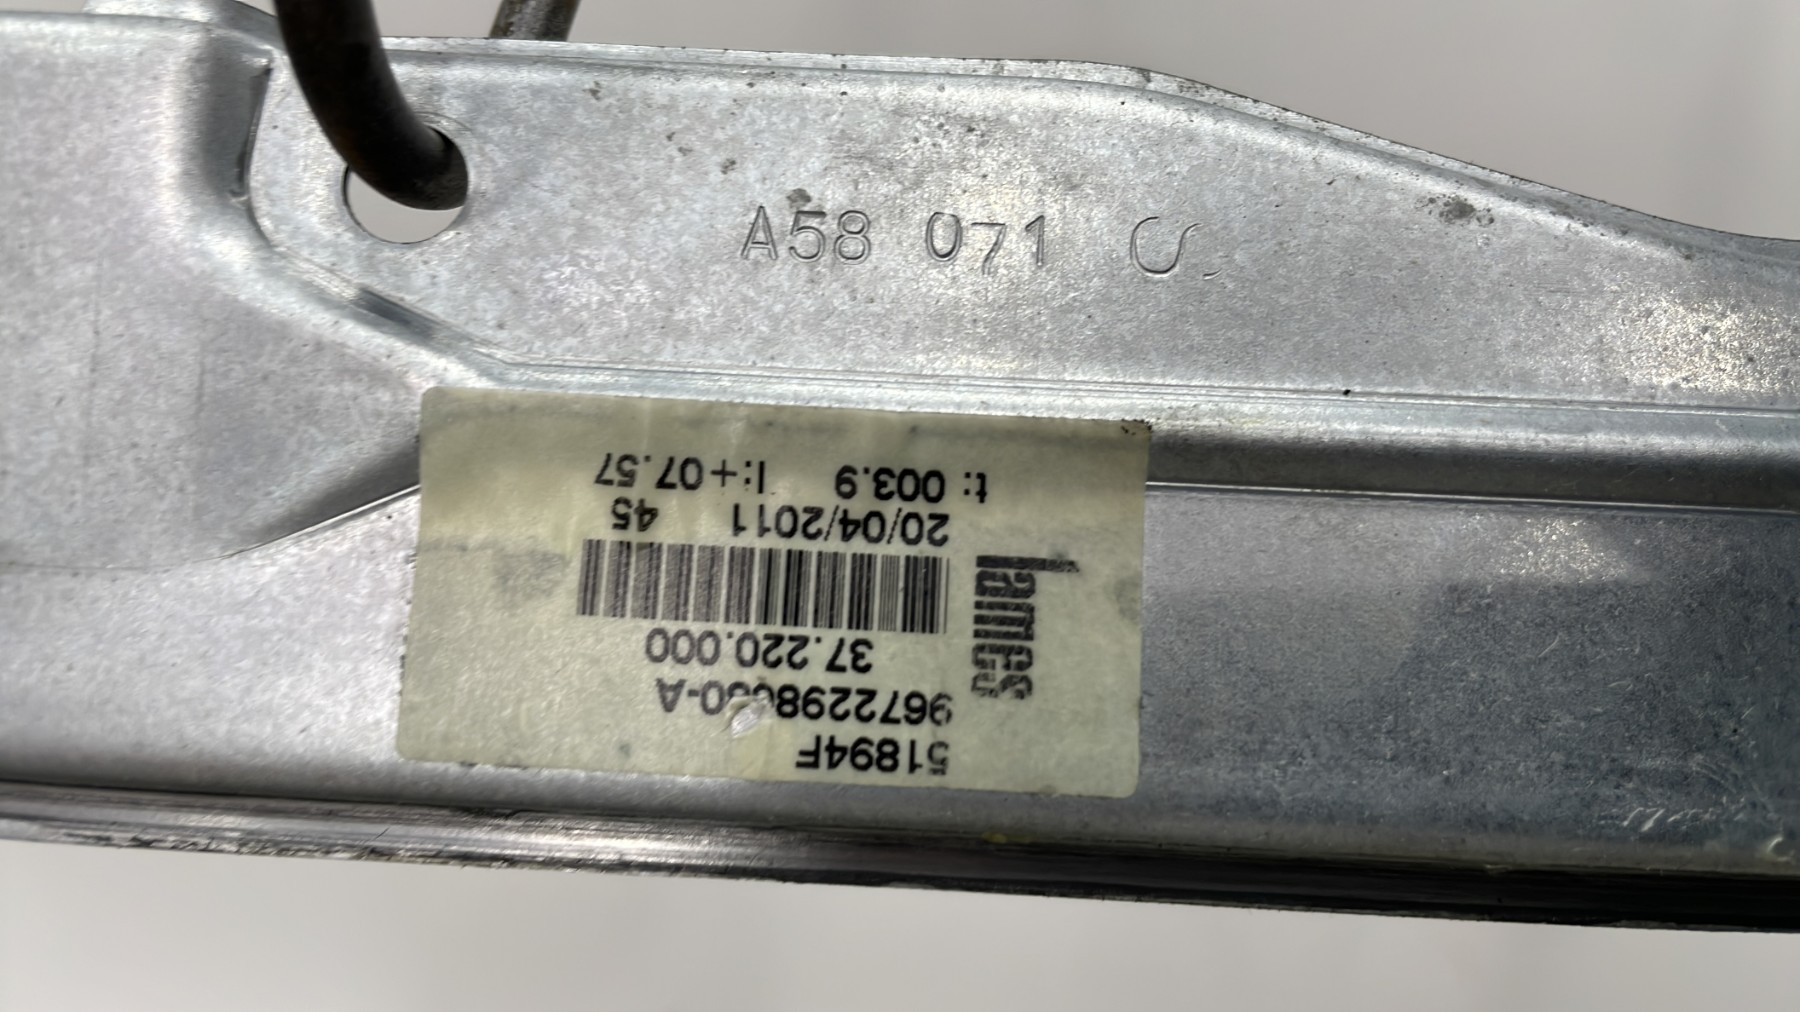 A58 071
51894F
37.220.000
lames
20/04/2011 45
t: 003.9 l:+07.57